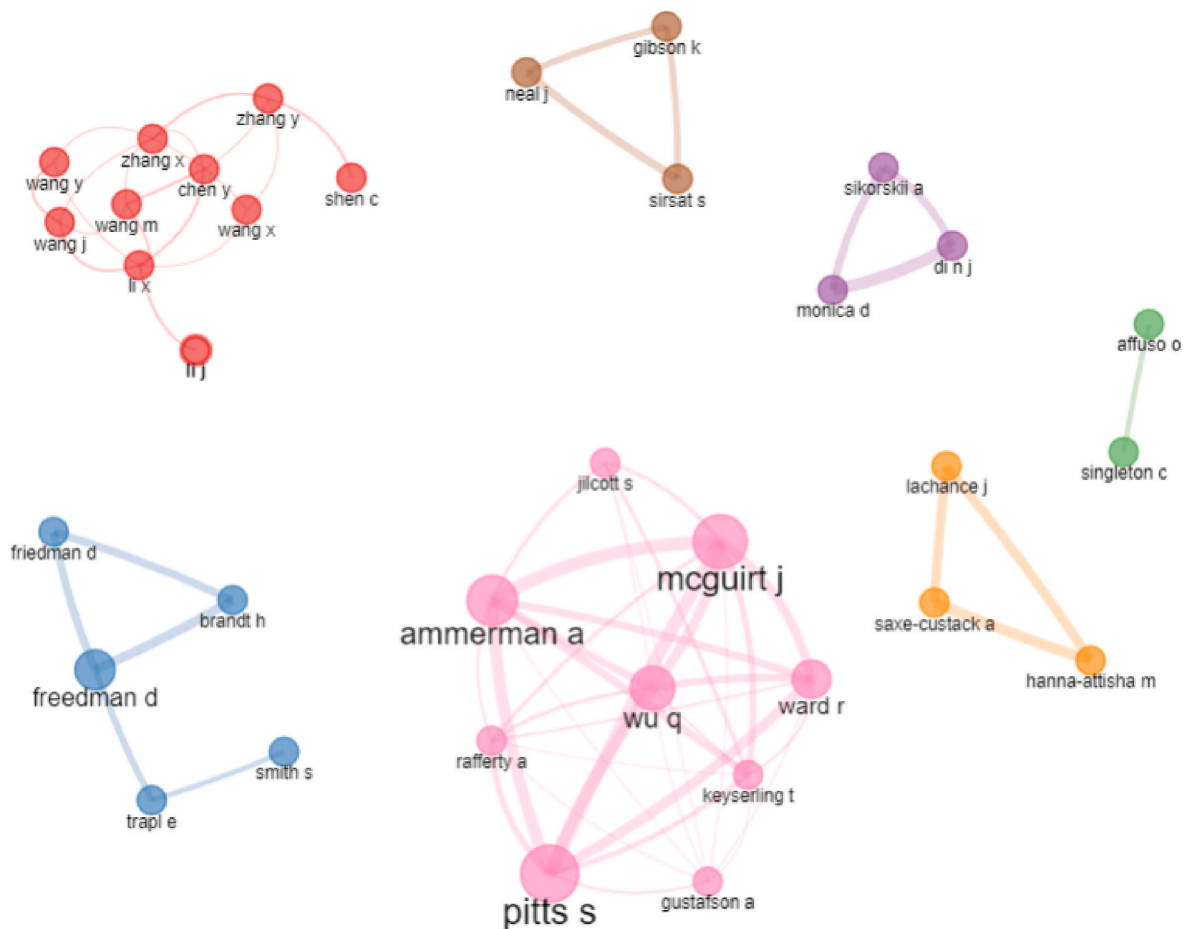 gibson k
neal j
zhang y
zhang x
wang y
chen y
sikorskii a
shen c
sirsat s
wang m
wang x
wang j
di n j
li x
monica d
affuso o
li j
singleton c
jilcott s
lachance j
friedman d
mcguirt j
brandt h
ammerman a
saxe-custack a
hanna-attisha m
freedman d
wu q
ward r
rafferty a
smith s
keyserling t
trapl e
gustafson a
pitts s